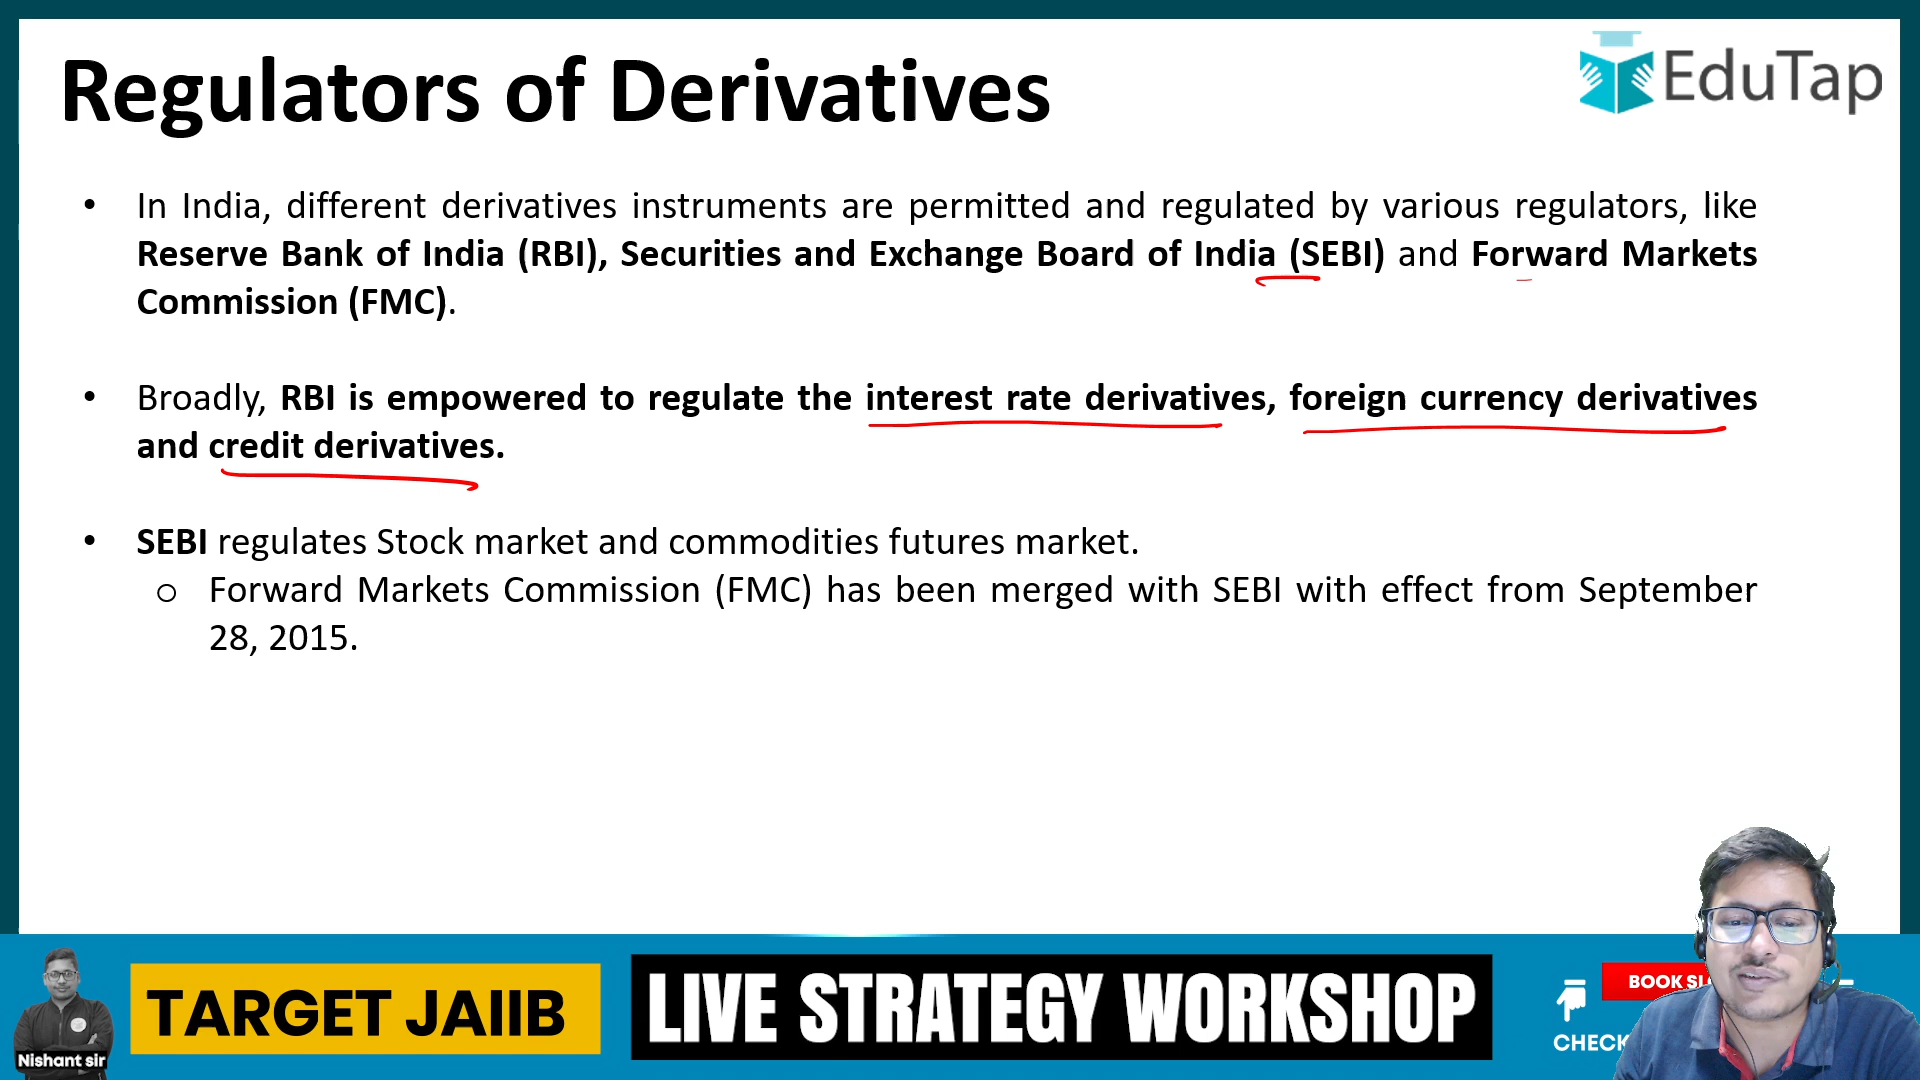 Regulators of Derivatives
EduTap
• In India, different derivatives instruments are permitted and regulated by various regulators, like
Reserve Bank of India (RBI), Securities and Exchange Board of India (SEBI) and Forward Markets
Commission (FMC).
• Broadly, RBI is empowered to regulate the interest rate derivatives, foreign currency derivatives
and credit derivatives.
• SEBI regulates Stock market and commodities futures market.
o Forward Markets Commission (FMC) has been merged with SEBI with effect from September
28, 2015.
Nishant sir
TARGET JAIIB
LIVE STRATEGY WORKSHOP
BOOK
CHECK